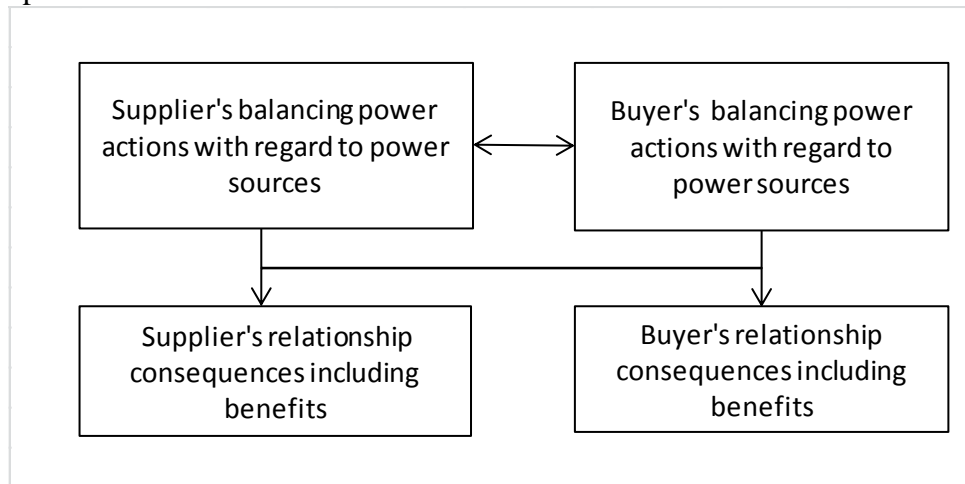 Supplier's balancing power
actions with regard to power
sources
Buyer's balancing power
actions with regard to
power sources
Supplier's relationship
consequences including
benefits
Buyer's relationship
consequences including
benefits